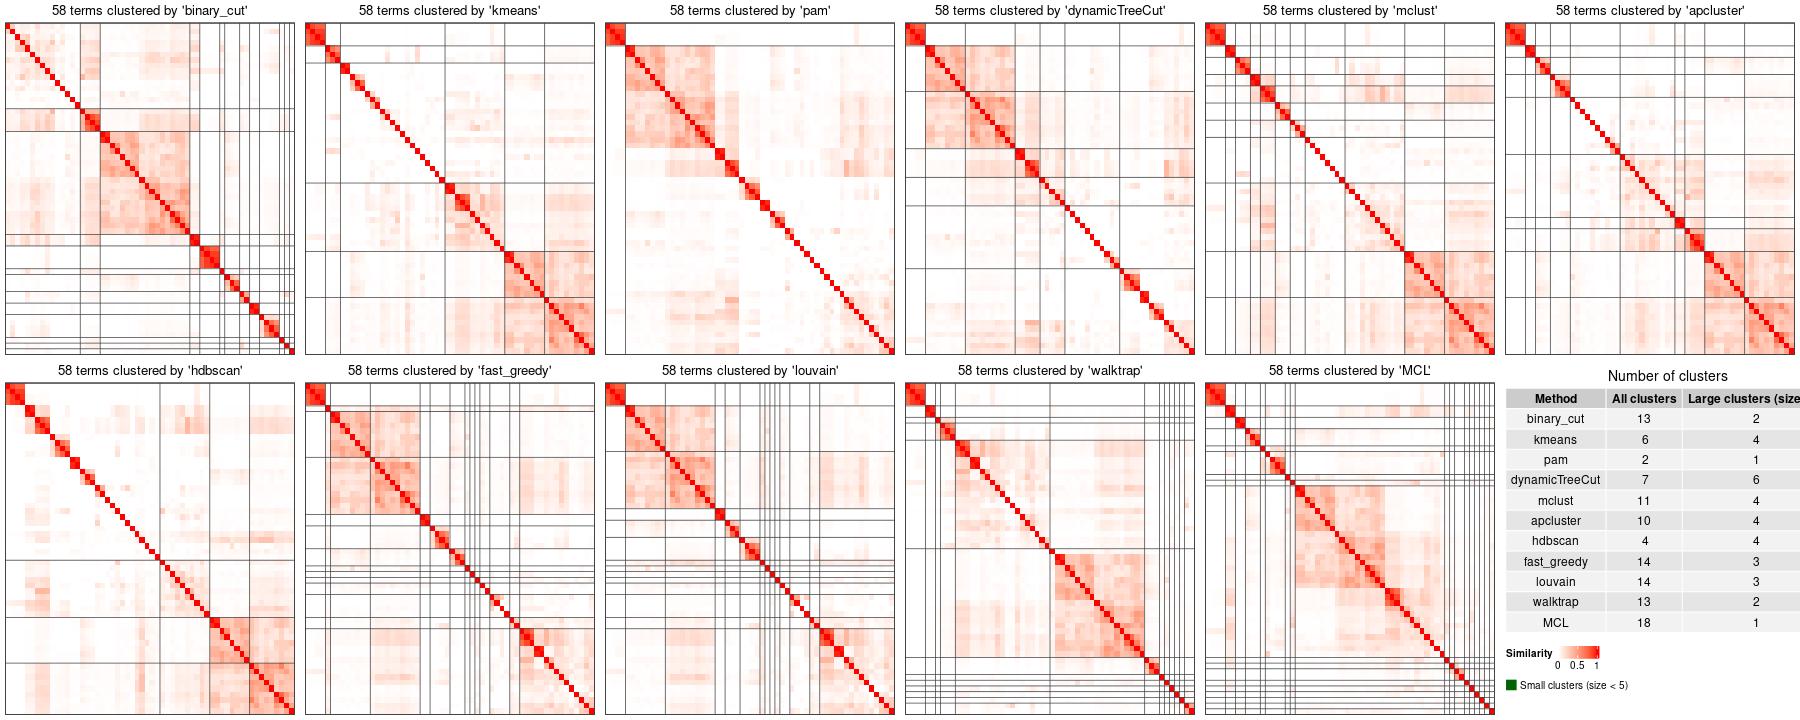 58 terms clustered by 'binary_cut'
58 terms clustered by 'kmeans'
58 terms clustered by 'pam'
58 terms clustered by 'dynamicTreeCut'
58 terms clustered by 'mclust'
58 terms clustered by 'apcluster'
58 terms clustered by 'hdbscan'
58 terms clustered by 'fast_greedy'
58 terms clustered by 'louvain'
58 terms clustered by 'walktrap'
58 terms clustered by 'MCL'
Number of clusters
Method All clusters Large clusters (size
binary_cut 13 2
kmeans 6 4
pam 2 1
dynamicTreeCut 7 6
mclust 11 4
apcluster 10 4
hdbscan 4 4
fast_greedy 14 3
louvain 14 3
walktrap 13 2
MCL 18 1
Similarity
0 0.5 1
Small clusters (size < 5)